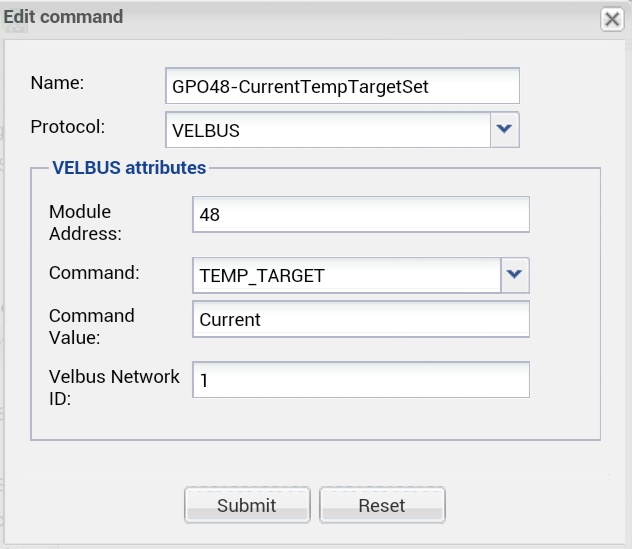 Edit command
Name:
GPO48-CurrentTempTargetSet
Protocol:
VELBUS
VELBUS attributes
Module
Address:
48
Command:
TEMP_TARGET
Command
Value:
Current
Velbus Network
ID:
1
Submit
Reset